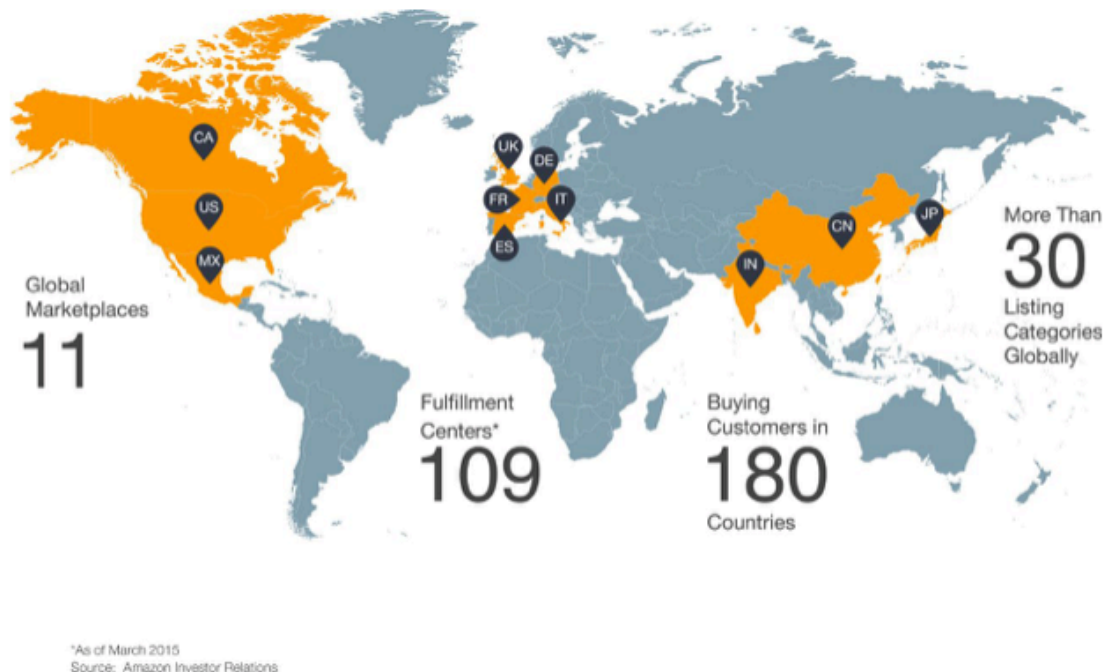 CA
US
MX
UK
DE
FR
IT
ES
CN
JP
IN
Global
Marketplaces
11
Fulfillment
Centers*
109
Buying
Customers in
180
Countries
More Than
30
Listing
Categories
Globally
*As of March 2015
Source: Amazon Investor Relations